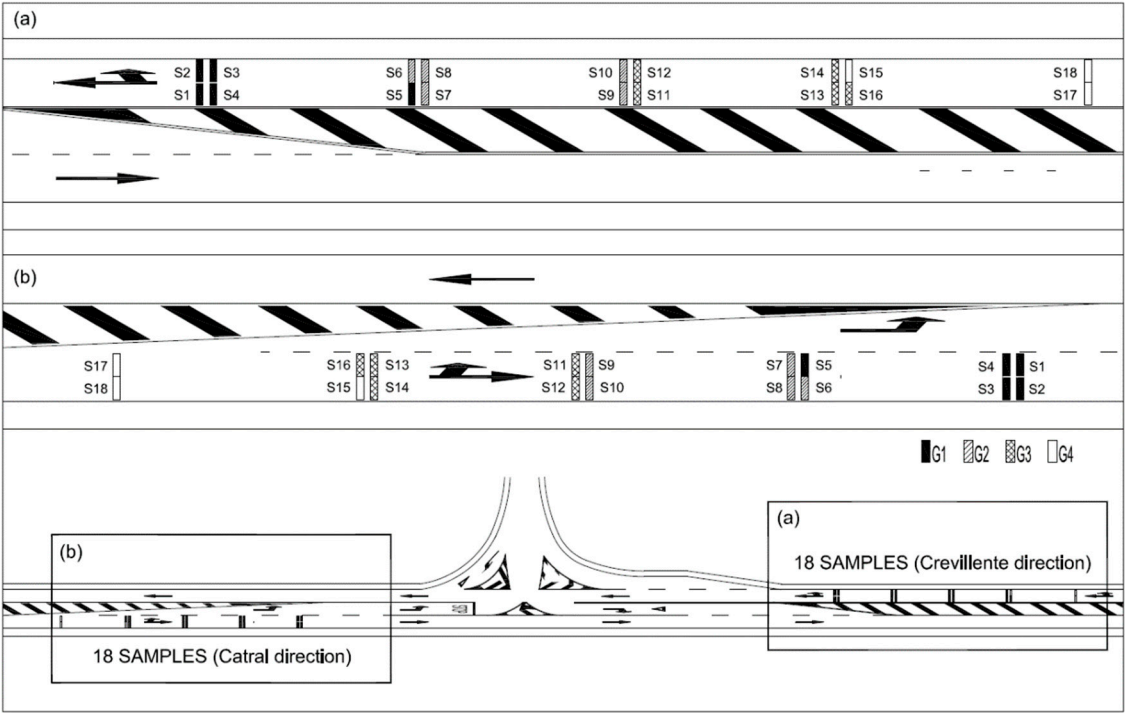 (a)
S2 S3 S6 S8 S10 S12 S14 S15 S18
S1 S4 S5 S7 S9 S11 S13 S16 S17
(b)
S17 S16 S13 S11 S9 S7 S5 S4 S1
S18 S15 S14 S12 S10 S8 S6 S3 S2
G1 G2 G3 G4
(a)
18 SAMPLES (Crevillente direction)
(b)
18 SAMPLES (Catral direction)